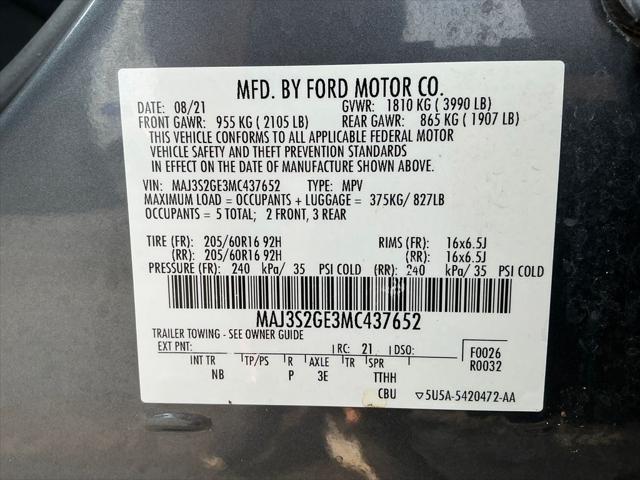 MFD. BY FORD MOTOR CO.
DATE: 08/21 GVWR: 1810 KG ( 3990 LB)
FRONT GAWR: 955 KG ( 2105 LB) REAR GAWR: 865 KG ( 1907 LB)
THIS VEHICLE CONFORMS TO ALL APPLICABLE FEDERAL MOTOR
VEHICLE SAFETY AND THEFT PREVENTION STANDARDS
IN EFFECT ON THE DATE OF MANUFACTURE SHOWN ABOVE.
VIN: MAJ3S2GE3MC437652 TYPE: MPV
MAXIMUM LOAD = OCCUPANTS + LUGGAGE = 375KG/ 827LB
OCCUPANTS = 5 TOTAL; 2 FRONT, 3 REAR
TIRE (FR): 205/60R16 92H RIMS (FR): 16x6.5J
(RR): 205/60R16 92H (RR): 16x6.5J
PRESSURE (FR): 240 kPa/ 35 PSI COLD (RR): 240 kPa/ 35 PSI COLD
MAJ3S2GE3MC437652
TRAILER TOWING - SEE OWNER GUIDE
EXT PNT: RC: 21 DSO: F0026
INT TR TP/PS R AXLE TR SPR R0032
NB P 3E TTHH
CBU ▽5U5A-5420472-AA